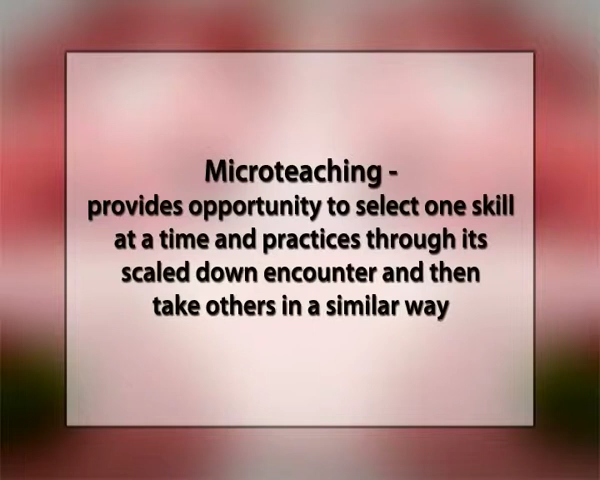 Microteaching -
provides opportunity to select one skill
at a time and practices through its
scaled down encounter and then
take others in a similar way